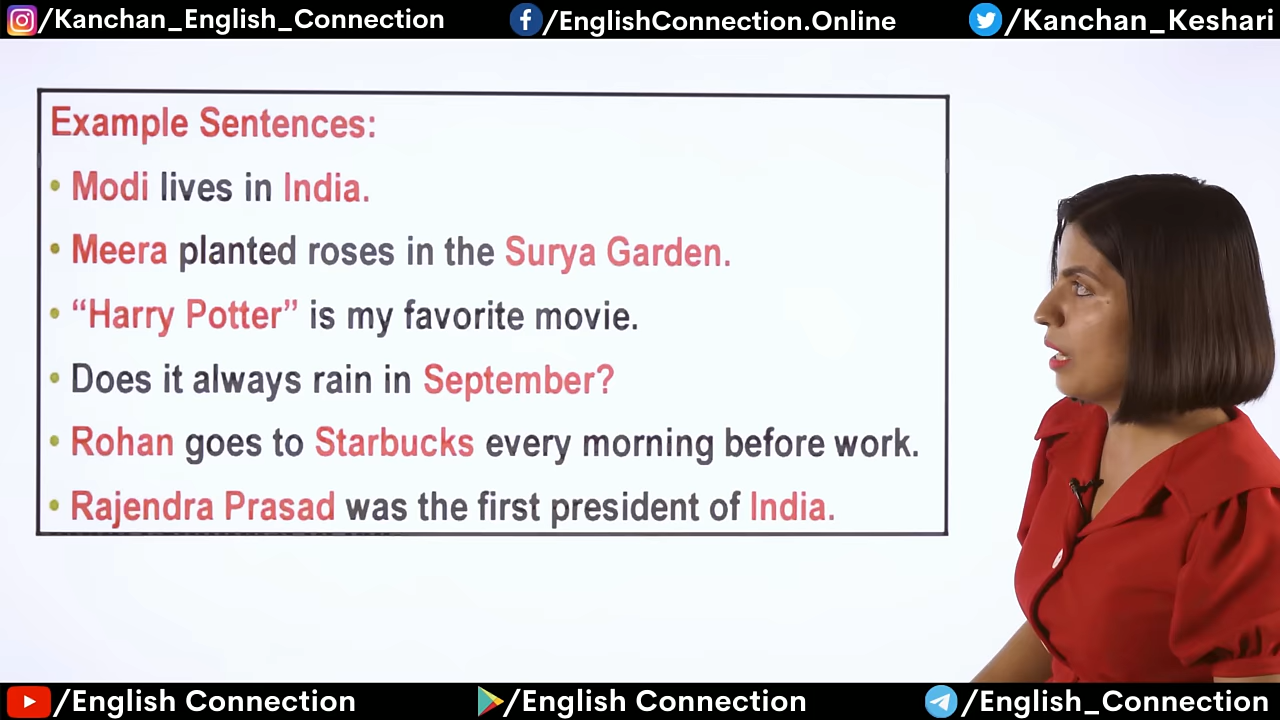 /Kanchan_English_Connection /EnglishConnection.Online /Kanchan_Keshari
Example Sentences:
• Modi lives in India.
• Meera planted roses in the Surya Garden.
• “Harry Potter” is my favorite movie.
• Does it always rain in September?
• Rohan goes to Starbucks every morning before work.
• Rajendra Prasad was the first president of India.
/English Connection /English Connection /English_Connection